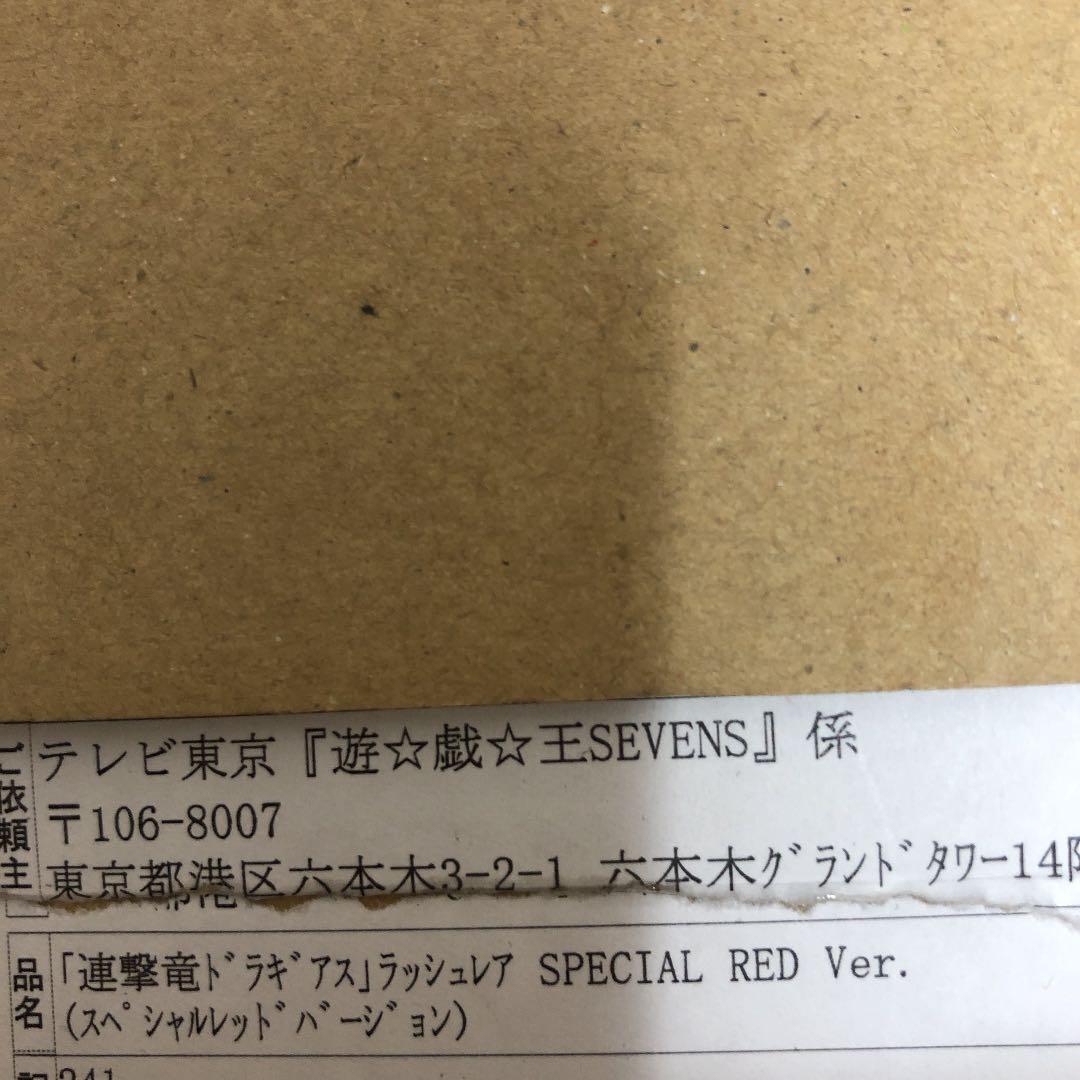 ご依頼主
テレビ東京『遊☆戯☆王SEVENS』係
〒106-8007
東京都港区六本木3-2-1 六本木ｸﾞﾗﾝﾄﾞﾀﾜｰ14
品名
｢連撃竜ﾄﾞﾗｷﾞｱｽ｣ﾗｯｼｭﾚｱ SPECIAL RED Ver.
(ｽﾍﾟｼｬﾙﾚｯﾄﾞﾊﾞｰｼﾞｮﾝ)
241